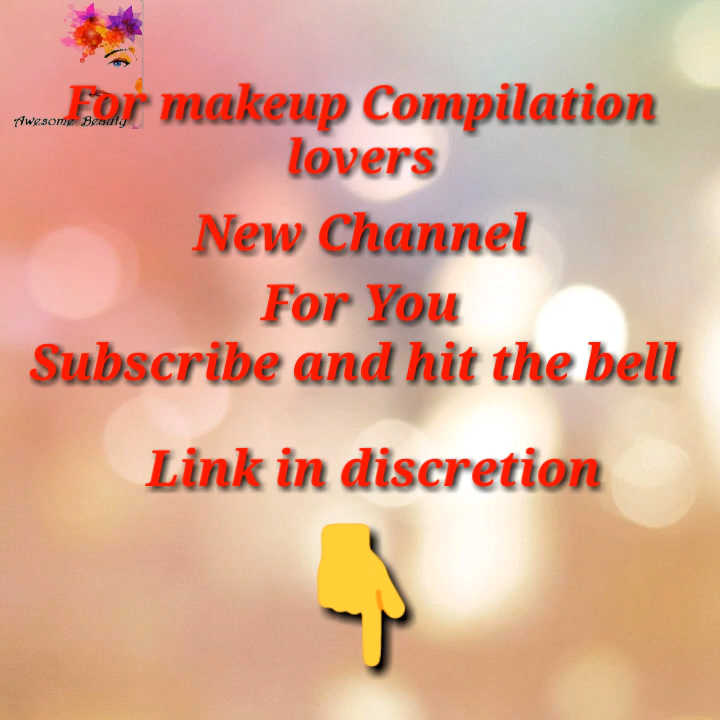 For makeup Compilation
lovers
Awesome Beauty
New Channel
For You
Subscribe and hit the bell
Link in discretion